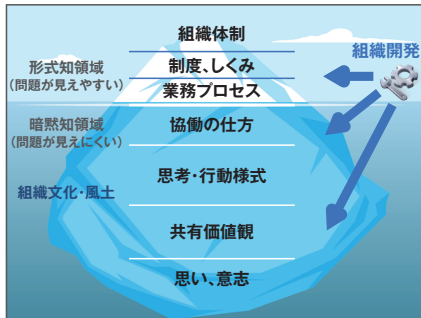 組織体制
組織開発
形式知領域
(問題が見えやすい)
制度、しくみ
業務プロセス
暗黙知領域
(問題が見えにくい)
協働の仕方
思考・行動様式
組織文化・風土
共有価値観
思い、意志